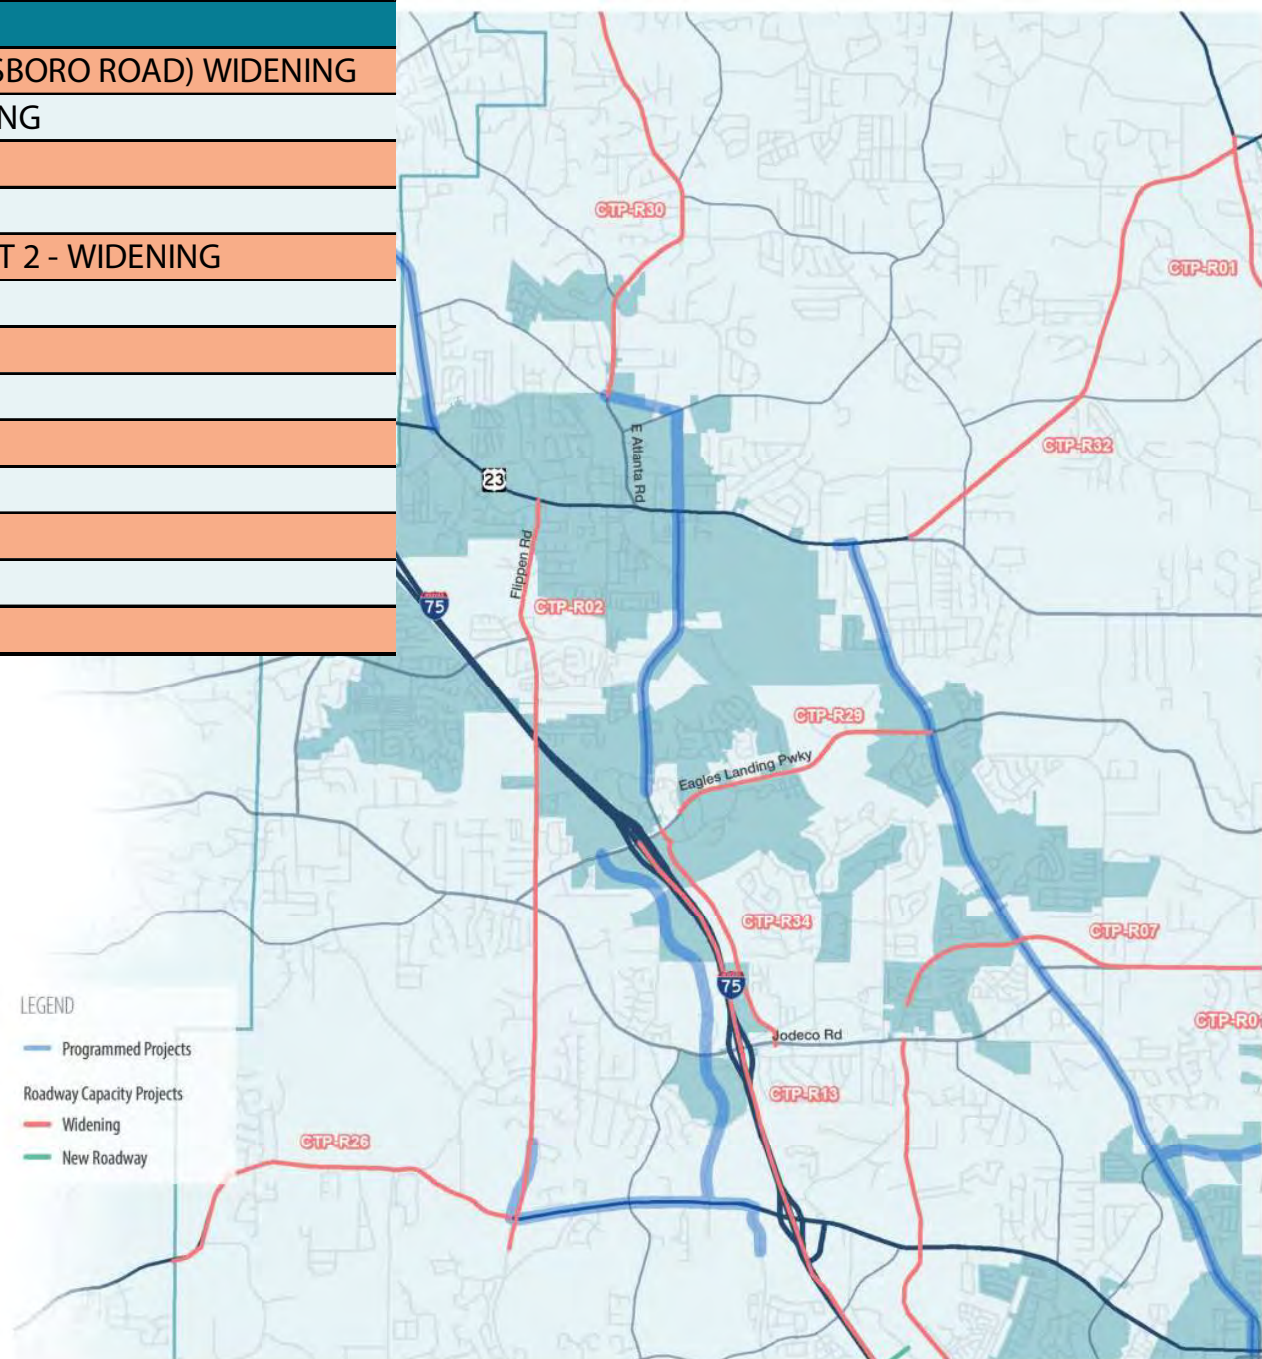 SBORO ROAD) WIDENING
NG
T 2 - WIDENING
CTP-R30
CTP-R01
E Atlanta Rd
CTP-R32
23
Flippen Rd
75
CTP-R02
CTP-R29
Eagles Landing Pwky
CTP-R34
CTP-R07
75
LEGEND
CTP-R01
Jodeco Rd
Programmed Projects
Roadway Capacity Projects
CTP-R13
Widening
CTP-R26
New Roadway